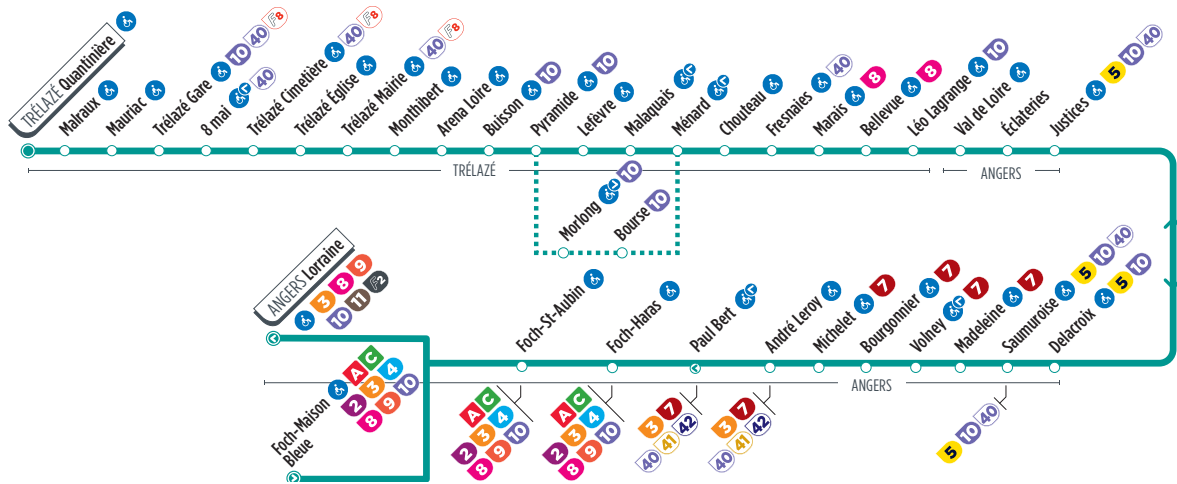 TRÉLAZÉ Quantinière
Malraux
Mauriac
Trélazé Gare 10 40 F8
8 mai 40
Trélazé Cimetière 40 F8
Trélazé Église
Trélazé Mairie 40 F8
Monthibert
Arena Loire
Buisson 10
Pyramide 10
Lefèvre
Malaquais
Ménard
Chouteau
Fresnaies 40
Marais 8
Bellevue 8
Léo Lagrange 10
Val de Loire
Éclateries
Justices 5 10 40
TRÉLAZÉ
ANGERS
Morlong 10
Bourse 10
ANGERS Lorraine
3 8 9
10 11 F2
Foch-St-Aubin
Foch-Haras
Paul Bert
André Leroy
Michelet 7
Bourgonnier 7
Volney 7
Madeleine 7
Saumuroise 5 10 40
Delacroix 5 10
ANGERS
Foch-Maison
Bleue
A C
2 3 4
8 9 10
A C
2 3 4
8 9 10
A C
2 3 4
8 9 10
3 7
40 41 42
3 7
40 41 42
5 10 40